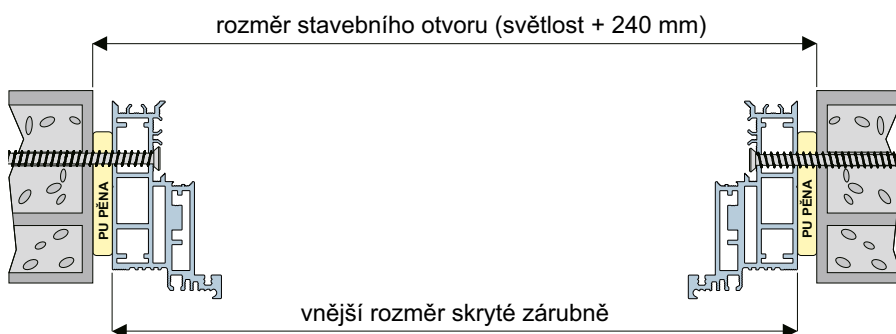 rozměr stavebního otvoru (světlost + 240 mm)
PU PĚNA
PU PĚNA
vnější rozměr skryté zárubně